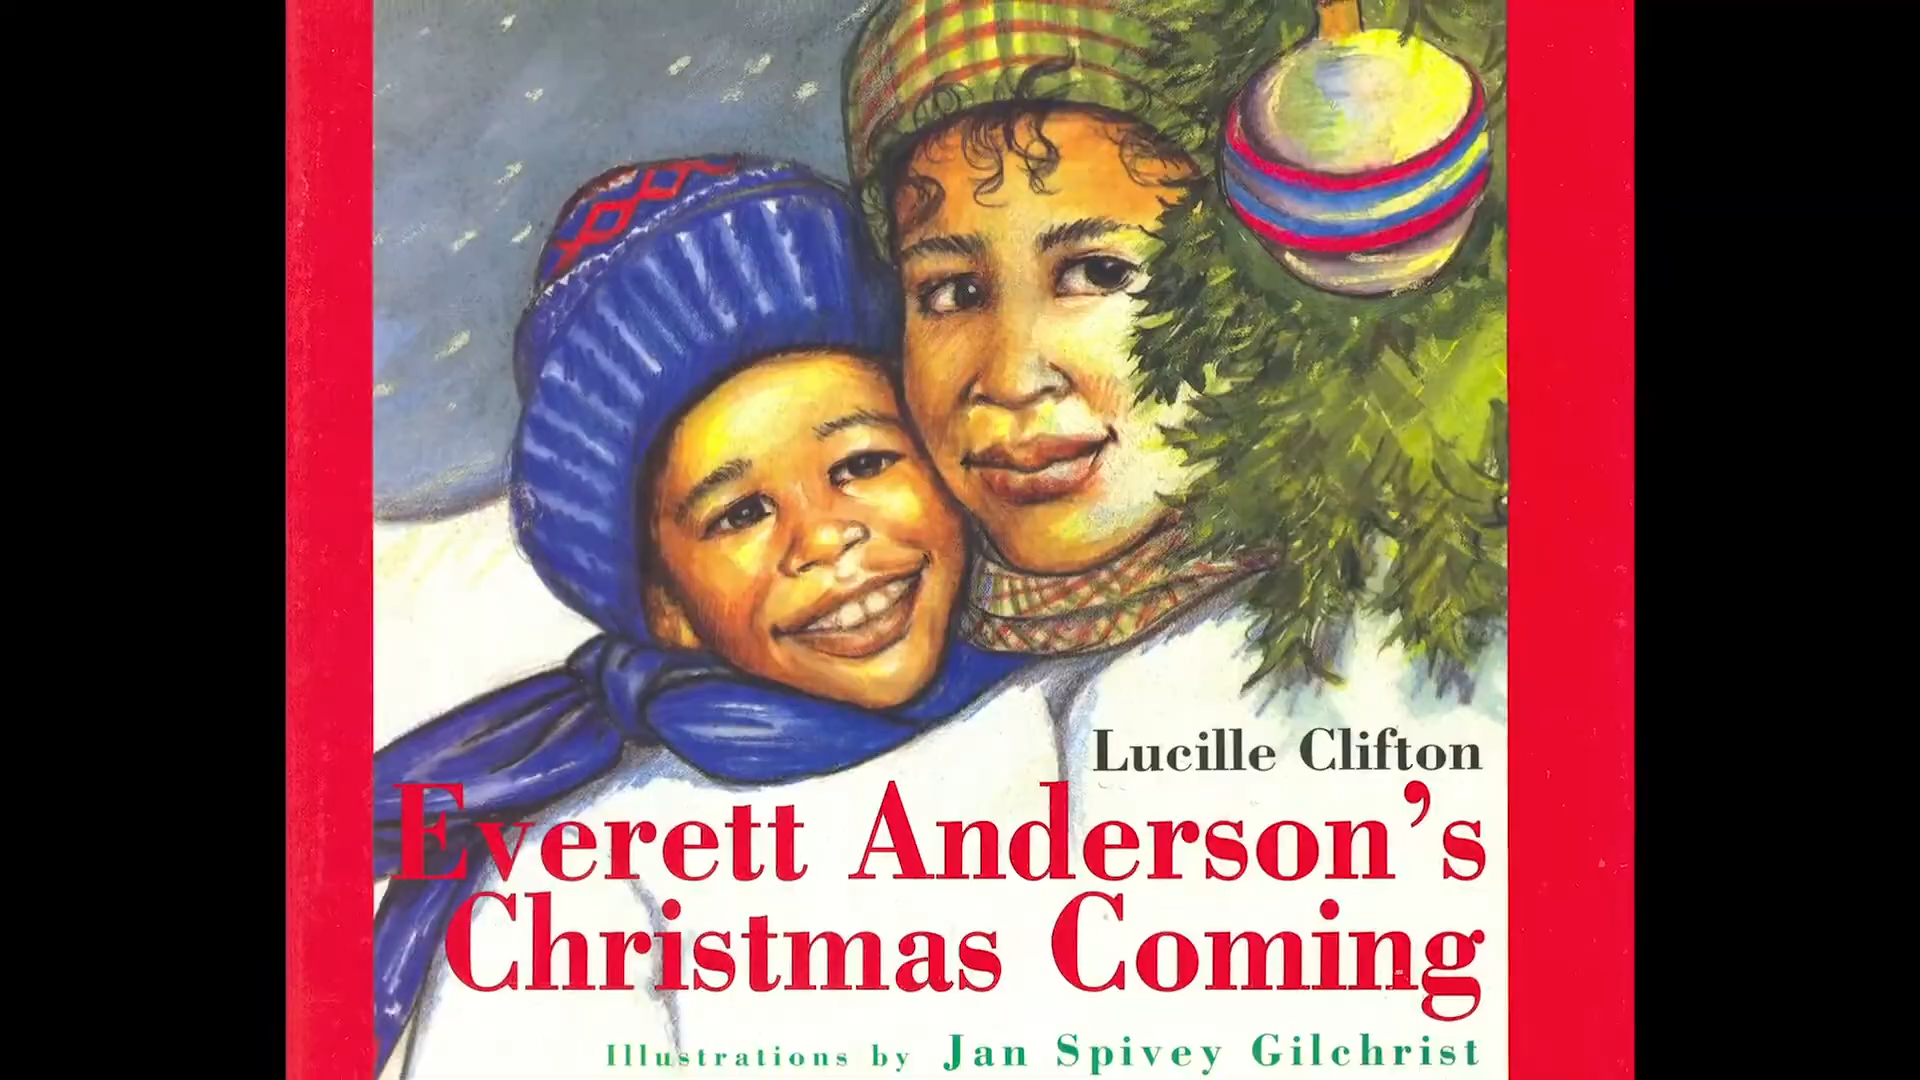 Lucille Clifton
Everett Anderson's
Christmas Coming
Illustrations by Jan Spivey Gilchrist